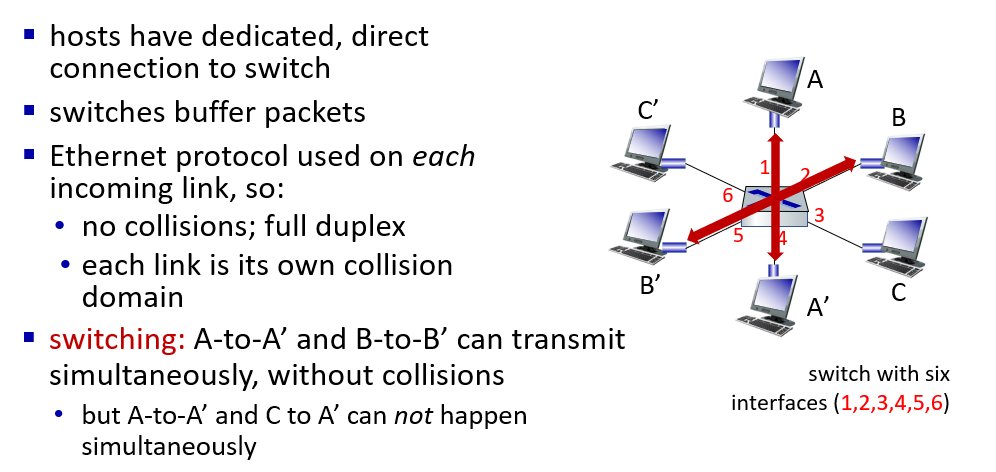 ▪ hosts have dedicated, direct
connection to switch
▪ switches buffer packets
▪ Ethernet protocol used on each
incoming link, so:
• no collisions; full duplex
• each link is its own collision
domain
▪ switching: A-to-A’ and B-to-B’ can transmit
simultaneously, without collisions
• but A-to-A’ and C to A’ can not happen
simultaneously
A
C’
B
1
2
6
3
5
4
B’
C
A’
switch with six
interfaces (1,2,3,4,5,6)